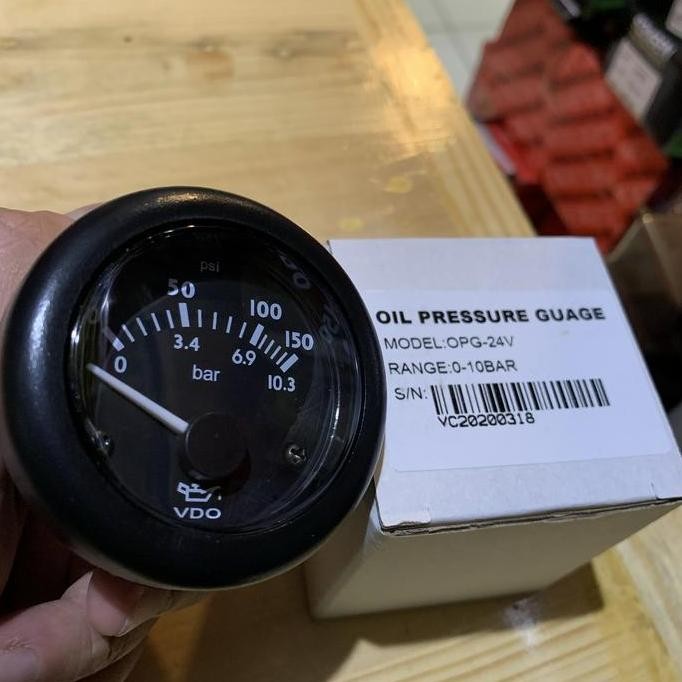 psi
0 50 100 150
0 3.4 6.9 10.3
bar
VDO
OIL PRESSURE GUAGE
MODEL:OPG-24V
RANGE:0-10BAR
S/N:
VC20200318